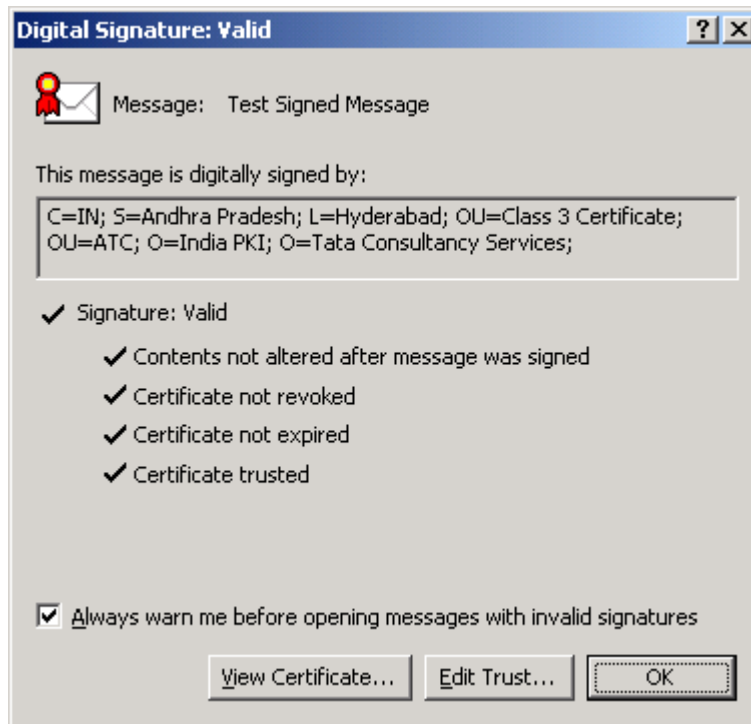 Digital Signature: Valid
Message: Test Signed Message
This message is digitally signed by:
C=IN; S=Andhra Pradesh; L=Hyderabad; OU=Class 3 Certificate;
OU=ATC; O=India PKI; O=Tata Consultancy Services;
Signature: Valid
Contents not altered after message was signed
Certificate not revoked
Certificate not expired
Certificate trusted
Always warn me before opening messages with invalid signatures
View Certificate... Edit Trust... OK